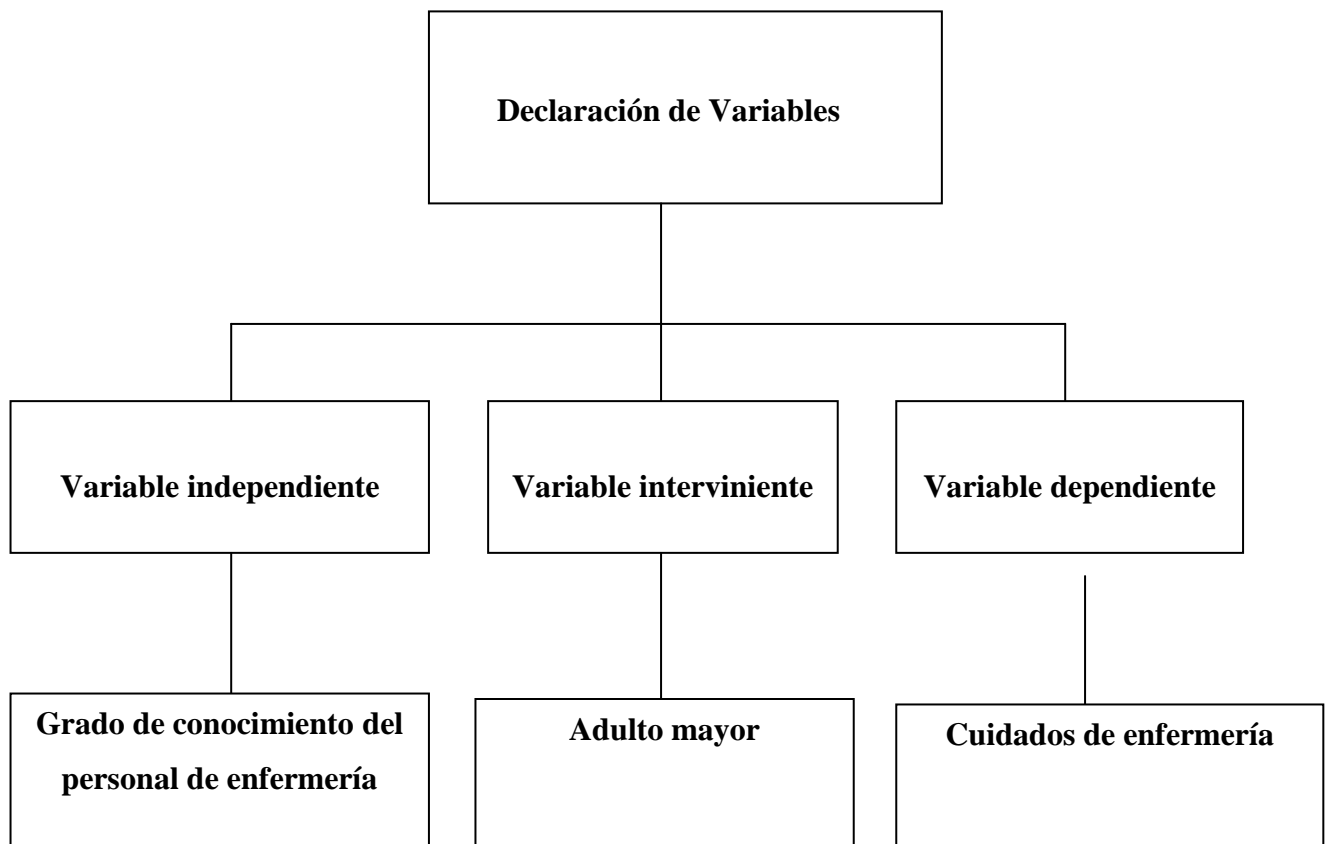 Declaración de Variables
Variable independiente
Variable interviniente
Variable dependiente
Grado de conocimiento del
personal de enfermería
Adulto mayor
Cuidados de enfermería